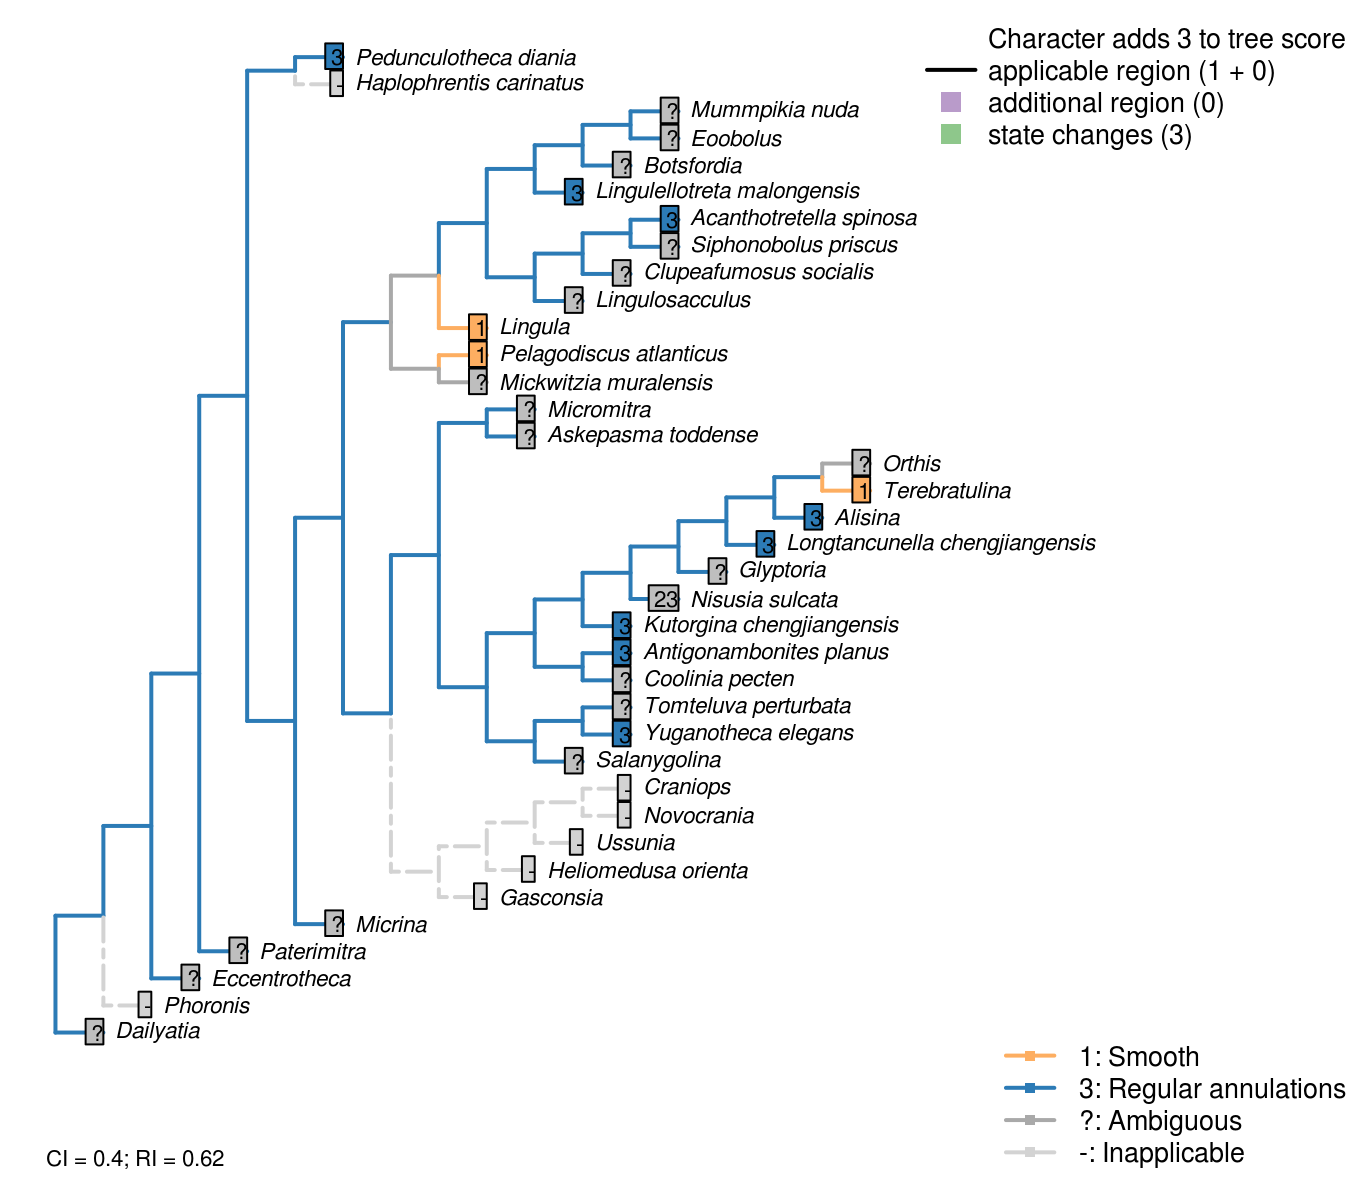 Character adds 3 to tree score
applicable region (1 + 0)
additional region (0)
state changes (3)
3 Pedunculotheca diania
- Haplophrentis carinatus
? Mummpikia nuda
? Eoobolus
? Botsfordia
3 Lingulellotreta malongensis
3 Acanthotretella spinosa
? Siphonobolus priscus
? Clupeafumosus socialis
? Lingulosacculus
1 Lingula
1 Pelagodiscus atlanticus
? Mickwitzia muralensis
? Micromitra
? Askepasma toddense
? Orthis
1 Terebratulina
3 Alisina
3 Longtancunella chengjiangensis
? Glyptoria
23 Nisusia sulcata
3 Kutorgina chengjiangensis
3 Antigonambonites planus
? Coolinia pecten
? Tomteluva perturbata
3 Yuganotheca elegans
? Salanygolina
- Craniops
- Novocrania
- Ussunia
- Heliomedusa orienta
- Gasconsia
? Micrina
? Paterimitra
? Eccentrotheca
- Phoronis
? Dailyatia
1: Smooth
3: Regular annulations
?: Ambiguous
-: Inapplicable
CI = 0.4; RI = 0.62